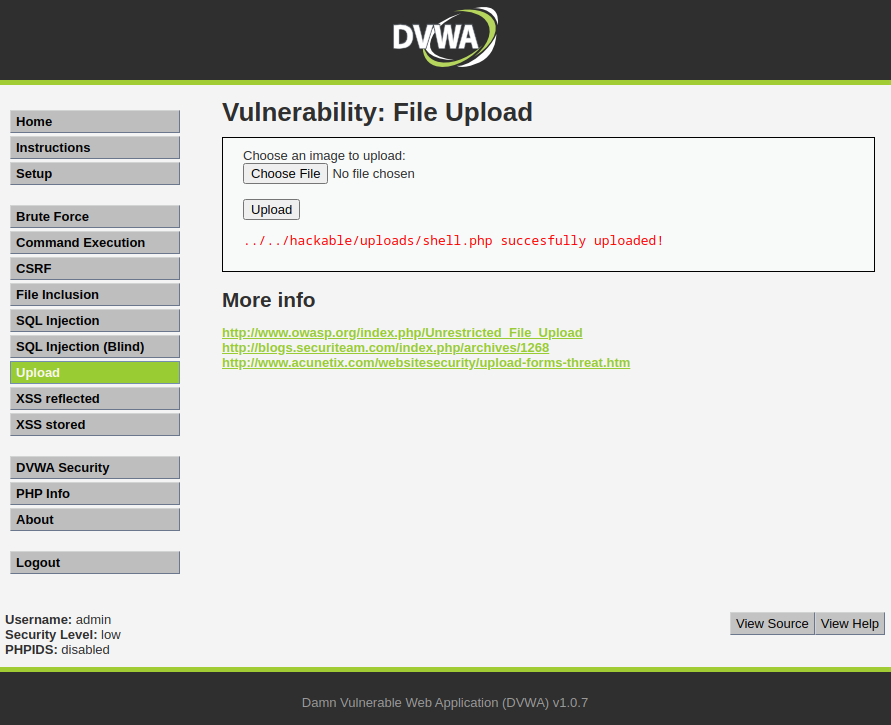 DVWA
Home
Instructions
Setup
Brute Force
Command Execution
CSRF
File Inclusion
SQL Injection
SQL Injection (Blind)
Upload
XSS reflected
XSS stored
DVWA Security
PHP Info
About
Logout
Vulnerability: File Upload
Choose an image to upload:
Choose File No file chosen
Upload
../../hackable/uploads/shell.php succesfully uploaded!
More info
http://www.owasp.org/index.php/Unrestricted_File_Upload
http://blogs.securiteam.com/index.php/archives/1268
http://www.acunetix.com/websitesecurity/upload-forms-threat.htm
Username: admin
Security Level: low
PHPIDS: disabled
View Source View Help
Damn Vulnerable Web Application (DVWA) v1.0.7